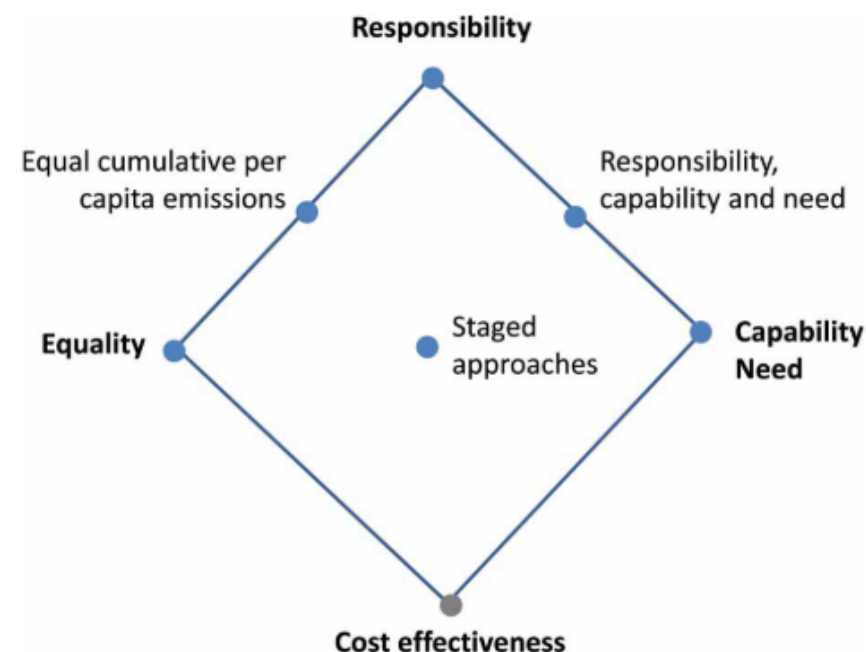 Responsibility
Equal cumulative per
capita emissions
Responsibility,
capability and need
Equality
Staged
approaches
Capability
Need
Cost effectiveness